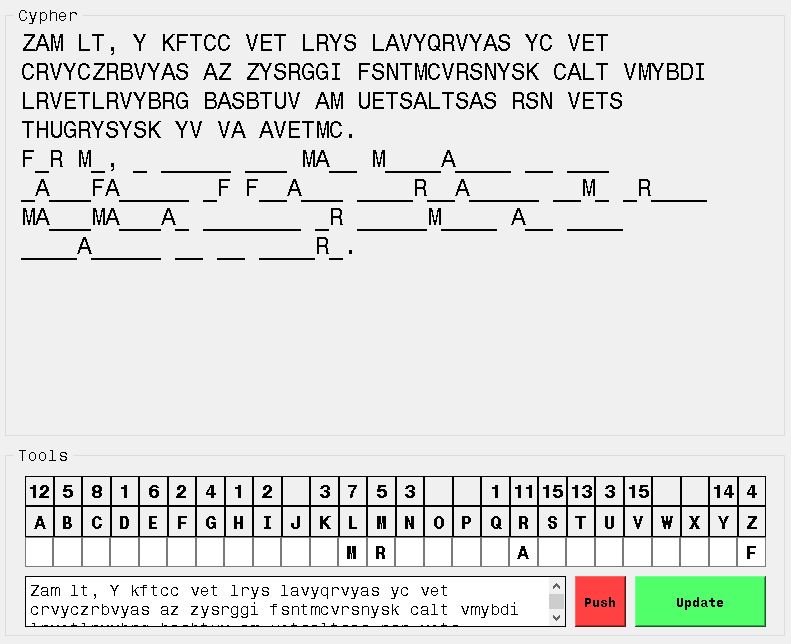 Cypher
ZAM LT, Y KFTCC VET LRYS LAVYQRVYAS YC VET
CRVYCZRBVYAS AZ ZYSRGGI FSNTMCVRSNYSK CALT VMYBDI
LRVETLRVYBRG BASBTUV AM UETSALTSAS RSN VETS
THUGRYSYSK YV VA AVETMC.
F_R M_, _ _____ ___ MA__ M____A____ __ ___
_A___FA_____ _F F__A___ ____R__A_____ __M_ _R____
MA___MA___A_ _______ _R _____M____ A__ ____
____A_____ __ __ ____R_.
Tools
12 5 8 1 6 2 4 1 2 3 7 5 3 1 11 15 13 3 15 14 4
A B C D E F G H I J K L M N O P Q R S T U V W X Y Z
M R A F
Zam lt, Y kftcc vet lrys lavyqrvyas yc vet
crvyczrbvyas az zysrggi fsntmcvrsnysk calt vmybdi
Push Update